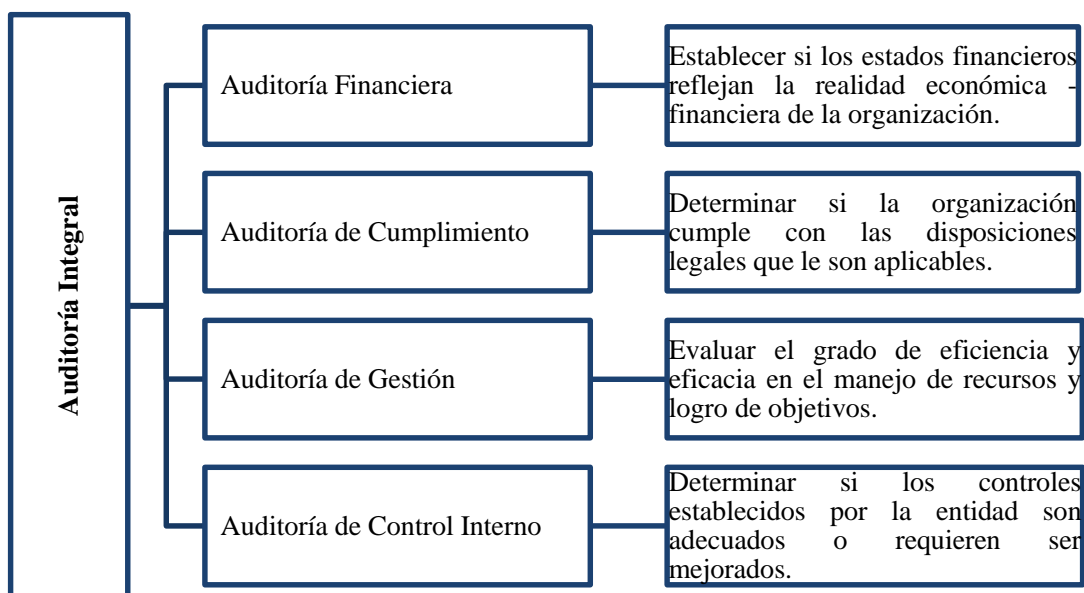 Auditoría Integral
Auditoría Financiera
Establecer si los estados financieros
reflejan la realidad económica -
financiera de la organización.
Auditoría de Cumplimiento
Determinar si la organización
cumple con las disposiciones
legales que le son aplicables.
Auditoría de Gestión
Evaluar el grado de eficiencia y
eficacia en el manejo de recursos y
logro de objetivos.
Auditoría de Control Interno
Determinar si los controles
establecidos por la entidad son
adecuados o requieren ser
mejorados.